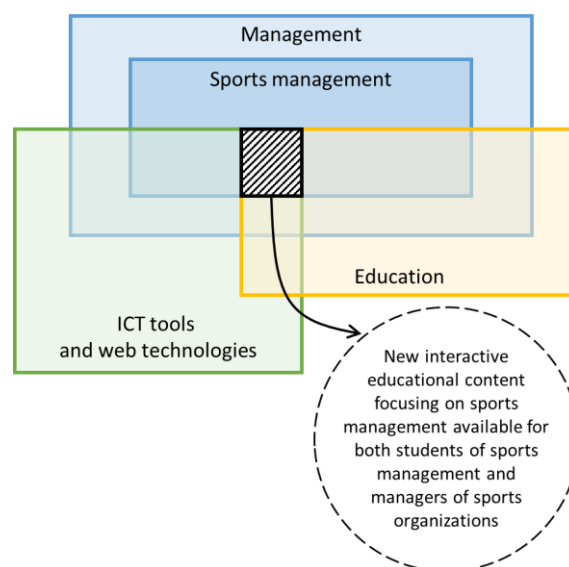 Management
Sports management
Education
ICT tools
and web technologies
New interactive
educational content
focusing on sports
management available for
both students of sports
management and
managers of sports
organizations